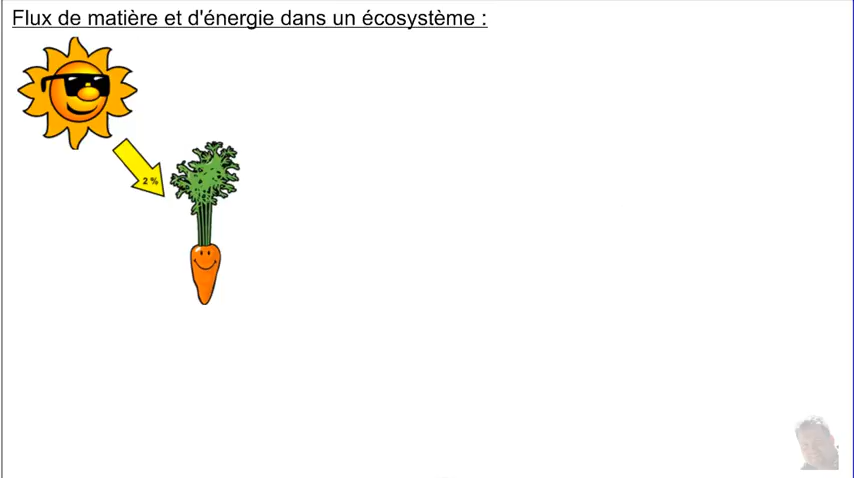 Flux de matière et d'énergie dans un écosystème :
2 %